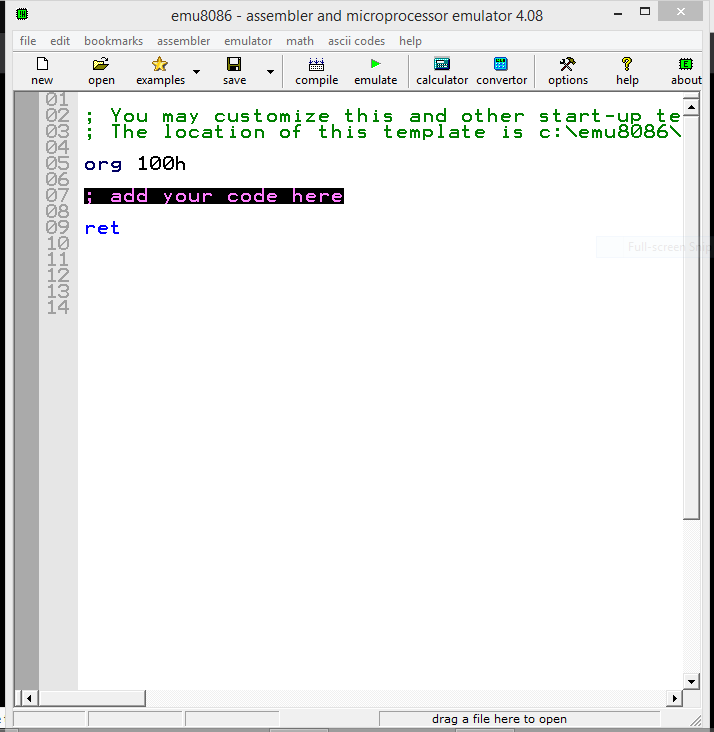 emu8086 - assembler and microprocessor emulator 4.08
file edit bookmarks assembler emulator math ascii codes help
new open examples save compile emulate calculator convertor options help about
01
02 ; You may customize this and other start-up te
03 ; The location of this template is c:\emu8086\
04
05 org 100h
06
07 ; add your code here
08
09 ret
10
11
12
13
14
Full-screen Snip
drag a file here to open